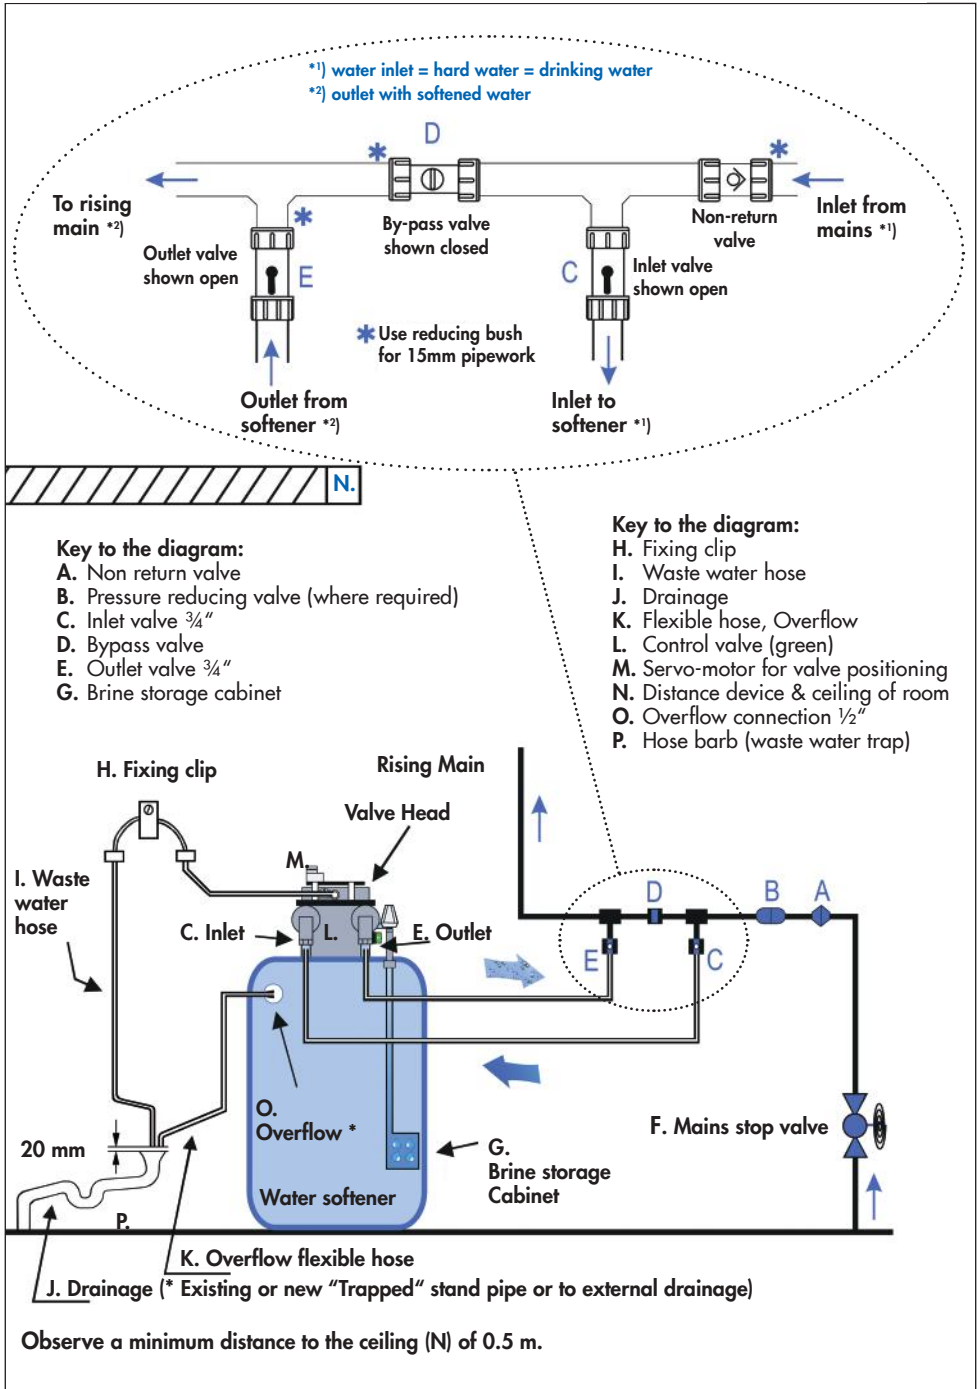 *1) water inlet = hard water = drinking water
*2) outlet with softened water
D
To rising
main *2)
By-pass valve
shown closed
Non-return
valve
Inlet from
mains *1)
Outlet valve
shown open
E
C
Inlet valve
shown open
* Use reducing bush
for 15mm pipework
Outlet from
softener *2)
Inlet to
softener *1)
N.
Key to the diagram:
A. Non return valve
B. Pressure reducing valve (where required)
C. Inlet valve ¾“
D. Bypass valve
E. Outlet valve ¾“
G. Brine storage cabinet
Key to the diagram:
H. Fixing clip
I. Waste water hose
J. Drainage
K. Flexible hose, Overflow
L. Control valve (green)
M. Servo-motor for valve positioning
N. Distance device & ceiling of room
O. Overflow connection ½“
P. Hose barb (waste water trap)
H. Fixing clip
Rising Main
Valve Head
M.
I. Waste
water
hose
C. Inlet
L.
E. Outlet
D
B
A
E
C
O.
Overflow *
F. Mains stop valve
20 mm
G.
Brine storage
Cabinet
Water softener
P.
K. Overflow flexible hose
J. Drainage (* Existing or new “Trapped“ stand pipe or to external drainage)
Observe a minimum distance to the ceiling (N) of 0.5 m.